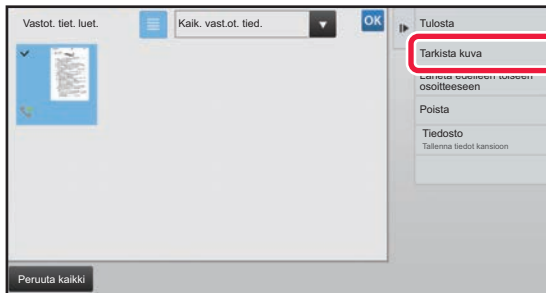 Vastot. tiet. luet.
Kaik. vast.ot. tied.
OK
Tulosta
Tarkista kuva
Lähetä edelleen toiseen
osoitteeseen
Poista
Tiedosto
Tallenna tiedot kansioon
Peruuta kaikki